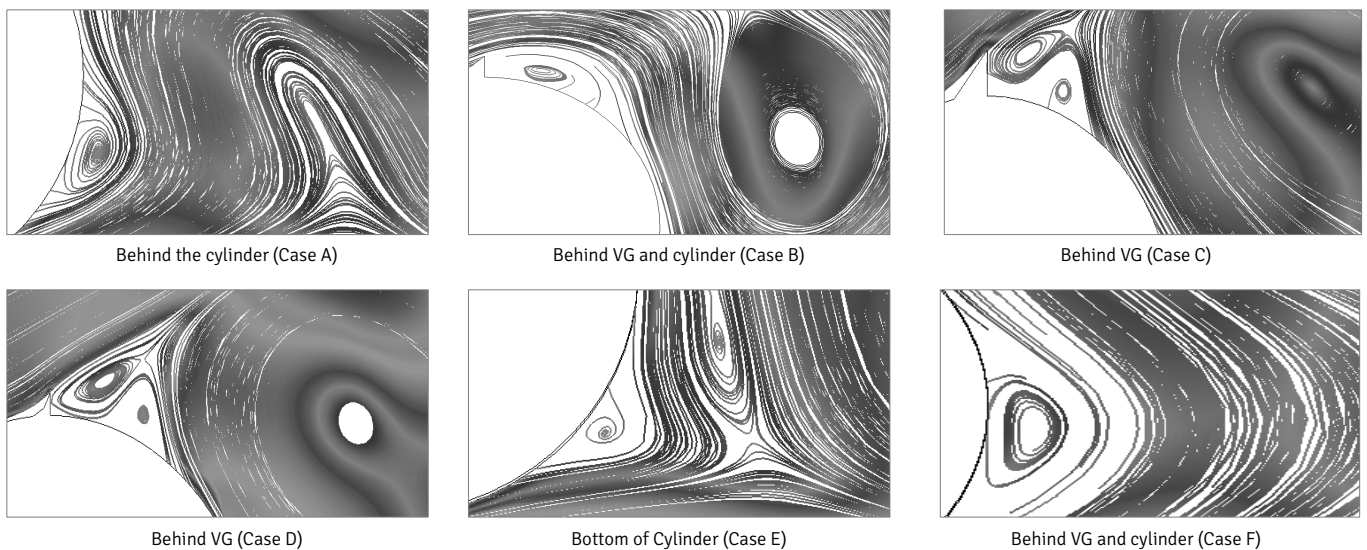 Behind the cylinder (Case A)
Behind VG and cylinder (Case B)
Behind VG (Case C)
Behind VG (Case D)
Bottom of Cylinder (Case E)
Behind VG and cylinder (Case F)